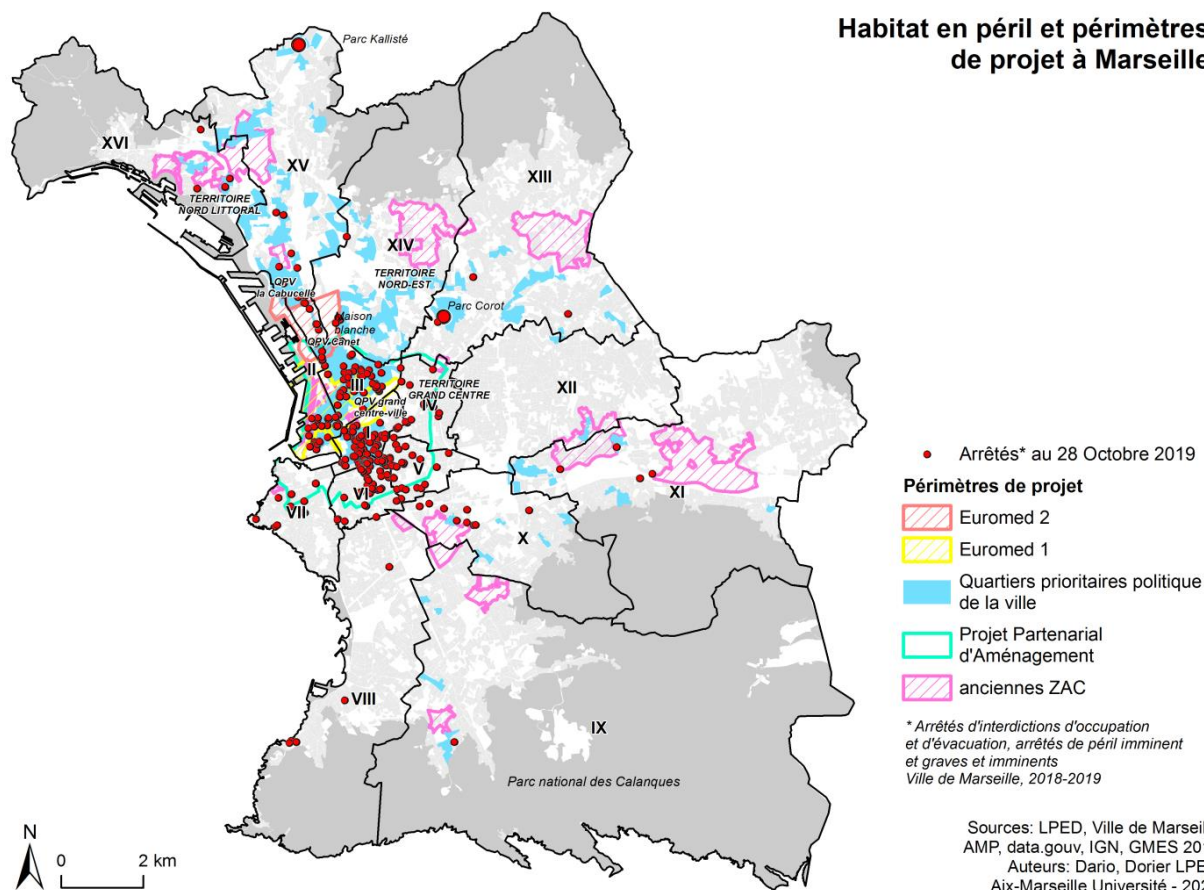 Habitat en péril et périmètres
de projet à Marseille
Parc Kallisté
XVI
XV
XIII
TERRITOIRE
NORD LITTORAL
XIV
TERRITOIRE
NORD-EST
QPV
la Cabucelle
Parc Corot
Maison
blanche
QPV Canet
II
III
TERRITOIRE
GRAND CENTRE
XII
QPV grand
centre-ville
IV
I
V
VI
XI
VII
X
VIII
IX
Parc national des Calanques
Arrêtés* au 28 Octobre 2019
Périmètres de projet
Euromed 2
Euromed 1
Quartiers prioritaires politique
de la ville
Projet Partenarial
d'Aménagement
anciennes ZAC
* Arrêtés d'interdictions d'occupation
et d'évacuation, arrêtés de péril imminent
et graves et imminents
Ville de Marseille, 2018-2019
N
0 2 km
Sources: LPED, Ville de Marseil
AMP, data.gouv, IGN, GMES 201
Auteurs: Dario, Dorier LPE
Aix-Marseille Université - 202